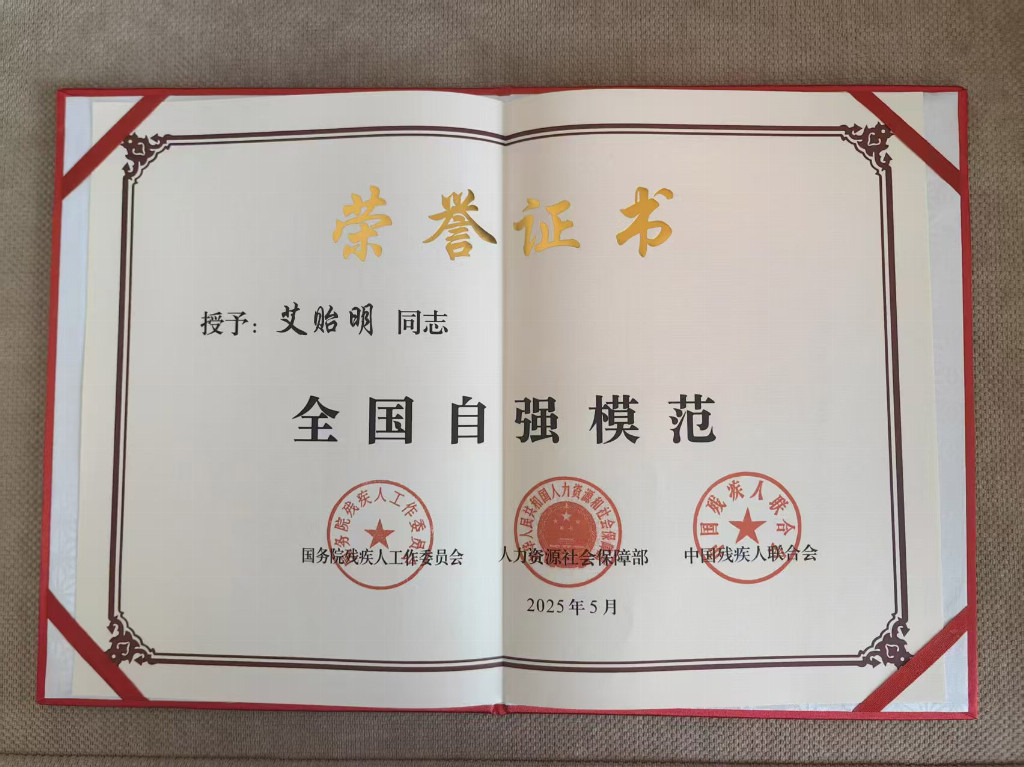 荣誉证书
授予：艾贻明 同志
全国自强模范
国务院残疾人工作委员会 人力资源社会保障部 中国残疾人联合会
2025年5月